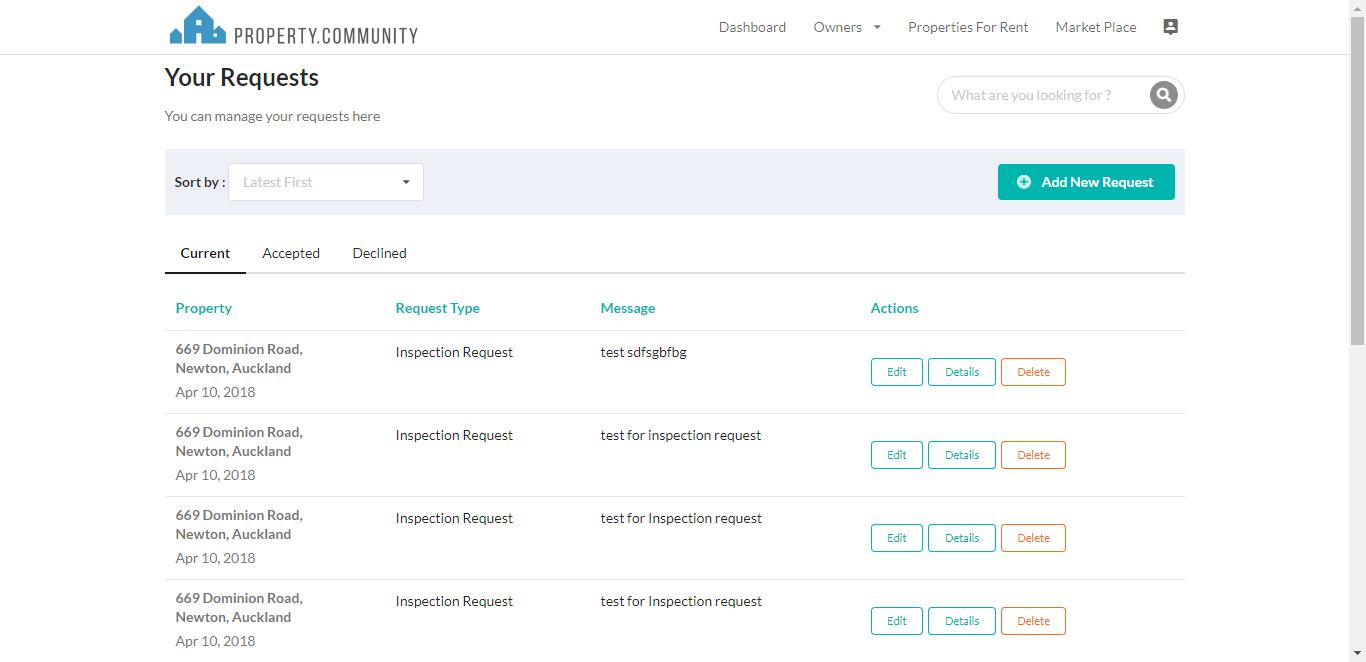 PROPERTY.COMMUNITY
Dashboard Owners Properties For Rent Market Place
Your Requests
What are you looking for ?
You can manage your requests here
Sort by : Latest First Add New Request
Current Accepted Declined
Property Request Type Message Actions
669 Dominion Road, Inspection Request test sdfsgbfbg
Newton, Auckland Edit Details Delete
Apr 10, 2018
669 Dominion Road, Inspection Request test for inspection request
Newton, Auckland Edit Details Delete
Apr 10, 2018
669 Dominion Road, Inspection Request test for Inspection request
Newton, Auckland Edit Details Delete
Apr 10, 2018
669 Dominion Road, Inspection Request test for Inspection request
Newton, Auckland Edit Details Delete
Apr 10, 2018